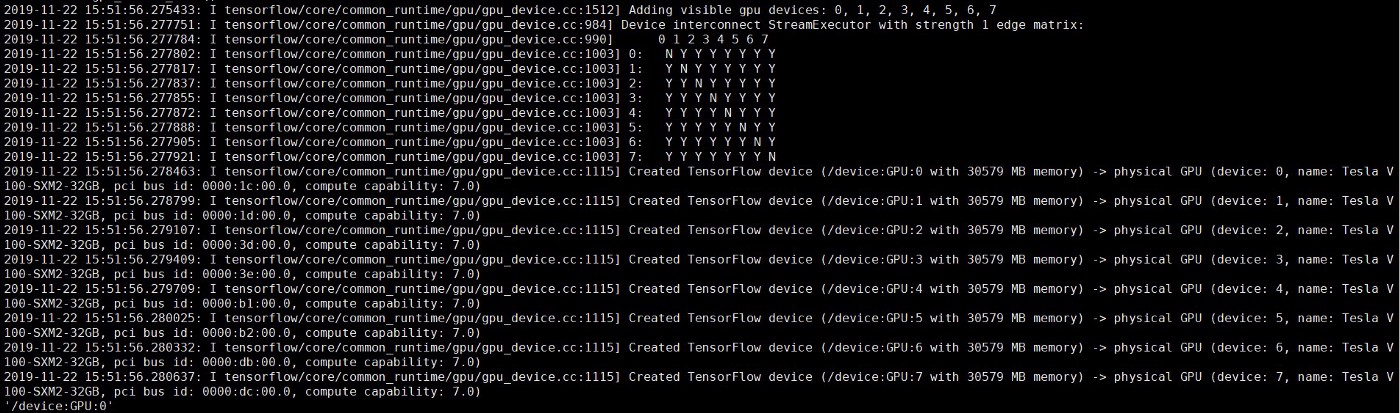 2019-11-22 15:51:56.275433: I tensorflow/core/common_runtime/gpu/gpu_device.cc:1512] Adding visible gpu devices: 0, 1, 2, 3, 4, 5, 6, 7
2019-11-22 15:51:56.277751: I tensorflow/core/common_runtime/gpu/gpu_device.cc:984] Device interconnect StreamExecutor with strength 1 edge matrix:
2019-11-22 15:51:56.277784: I tensorflow/core/common_runtime/gpu/gpu_device.cc:990]      0 1 2 3 4 5 6 7
2019-11-22 15:51:56.277802: I tensorflow/core/common_runtime/gpu/gpu_device.cc:1003] 0:   N Y Y Y Y Y Y Y
2019-11-22 15:51:56.277817: I tensorflow/core/common_runtime/gpu/gpu_device.cc:1003] 1:   Y N Y Y Y Y Y Y
2019-11-22 15:51:56.277837: I tensorflow/core/common_runtime/gpu/gpu_device.cc:1003] 2:   Y Y N Y Y Y Y Y
2019-11-22 15:51:56.277855: I tensorflow/core/common_runtime/gpu/gpu_device.cc:1003] 3:   Y Y Y N Y Y Y Y
2019-11-22 15:51:56.277872: I tensorflow/core/common_runtime/gpu/gpu_device.cc:1003] 4:   Y Y Y Y N Y Y Y
2019-11-22 15:51:56.277888: I tensorflow/core/common_runtime/gpu/gpu_device.cc:1003] 5:   Y Y Y Y Y N Y Y
2019-11-22 15:51:56.277905: I tensorflow/core/common_runtime/gpu/gpu_device.cc:1003] 6:   Y Y Y Y Y Y N Y
2019-11-22 15:51:56.277921: I tensorflow/core/common_runtime/gpu/gpu_device.cc:1003] 7:   Y Y Y Y Y Y Y N
2019-11-22 15:51:56.278463: I tensorflow/core/common_runtime/gpu/gpu_device.cc:1115] Created TensorFlow device (/device:GPU:0 with 30579 MB memory) -> physical GPU (device: 0, name: Tesla V
100-SXM2-32GB, pci bus id: 0000:1c:00.0, compute capability: 7.0)
2019-11-22 15:51:56.278799: I tensorflow/core/common_runtime/gpu/gpu_device.cc:1115] Created TensorFlow device (/device:GPU:1 with 30579 MB memory) -> physical GPU (device: 1, name: Tesla V
100-SXM2-32GB, pci bus id: 0000:1d:00.0, compute capability: 7.0)
2019-11-22 15:51:56.279107: I tensorflow/core/common_runtime/gpu/gpu_device.cc:1115] Created TensorFlow device (/device:GPU:2 with 30579 MB memory) -> physical GPU (device: 2, name: Tesla V
100-SXM2-32GB, pci bus id: 0000:3d:00.0, compute capability: 7.0)
2019-11-22 15:51:56.279409: I tensorflow/core/common_runtime/gpu/gpu_device.cc:1115] Created TensorFlow device (/device:GPU:3 with 30579 MB memory) -> physical GPU (device: 3, name: Tesla V
100-SXM2-32GB, pci bus id: 0000:3e:00.0, compute capability: 7.0)
2019-11-22 15:51:56.279709: I tensorflow/core/common_runtime/gpu/gpu_device.cc:1115] Created TensorFlow device (/device:GPU:4 with 30579 MB memory) -> physical GPU (device: 4, name: Tesla V
100-SXM2-32GB, pci bus id: 0000:b1:00.0, compute capability: 7.0)
2019-11-22 15:51:56.280025: I tensorflow/core/common_runtime/gpu/gpu_device.cc:1115] Created TensorFlow device (/device:GPU:5 with 30579 MB memory) -> physical GPU (device: 5, name: Tesla V
100-SXM2-32GB, pci bus id: 0000:b2:00.0, compute capability: 7.0)
2019-11-22 15:51:56.280332: I tensorflow/core/common_runtime/gpu/gpu_device.cc:1115] Created TensorFlow device (/device:GPU:6 with 30579 MB memory) -> physical GPU (device: 6, name: Tesla V
100-SXM2-32GB, pci bus id: 0000:db:00.0, compute capability: 7.0)
2019-11-22 15:51:56.280637: I tensorflow/core/common_runtime/gpu/gpu_device.cc:1115] Created TensorFlow device (/device:GPU:7 with 30579 MB memory) -> physical GPU (device: 7, name: Tesla V
100-SXM2-32GB, pci bus id: 0000:dc:00.0, compute capability: 7.0)
'/device:GPU:0'